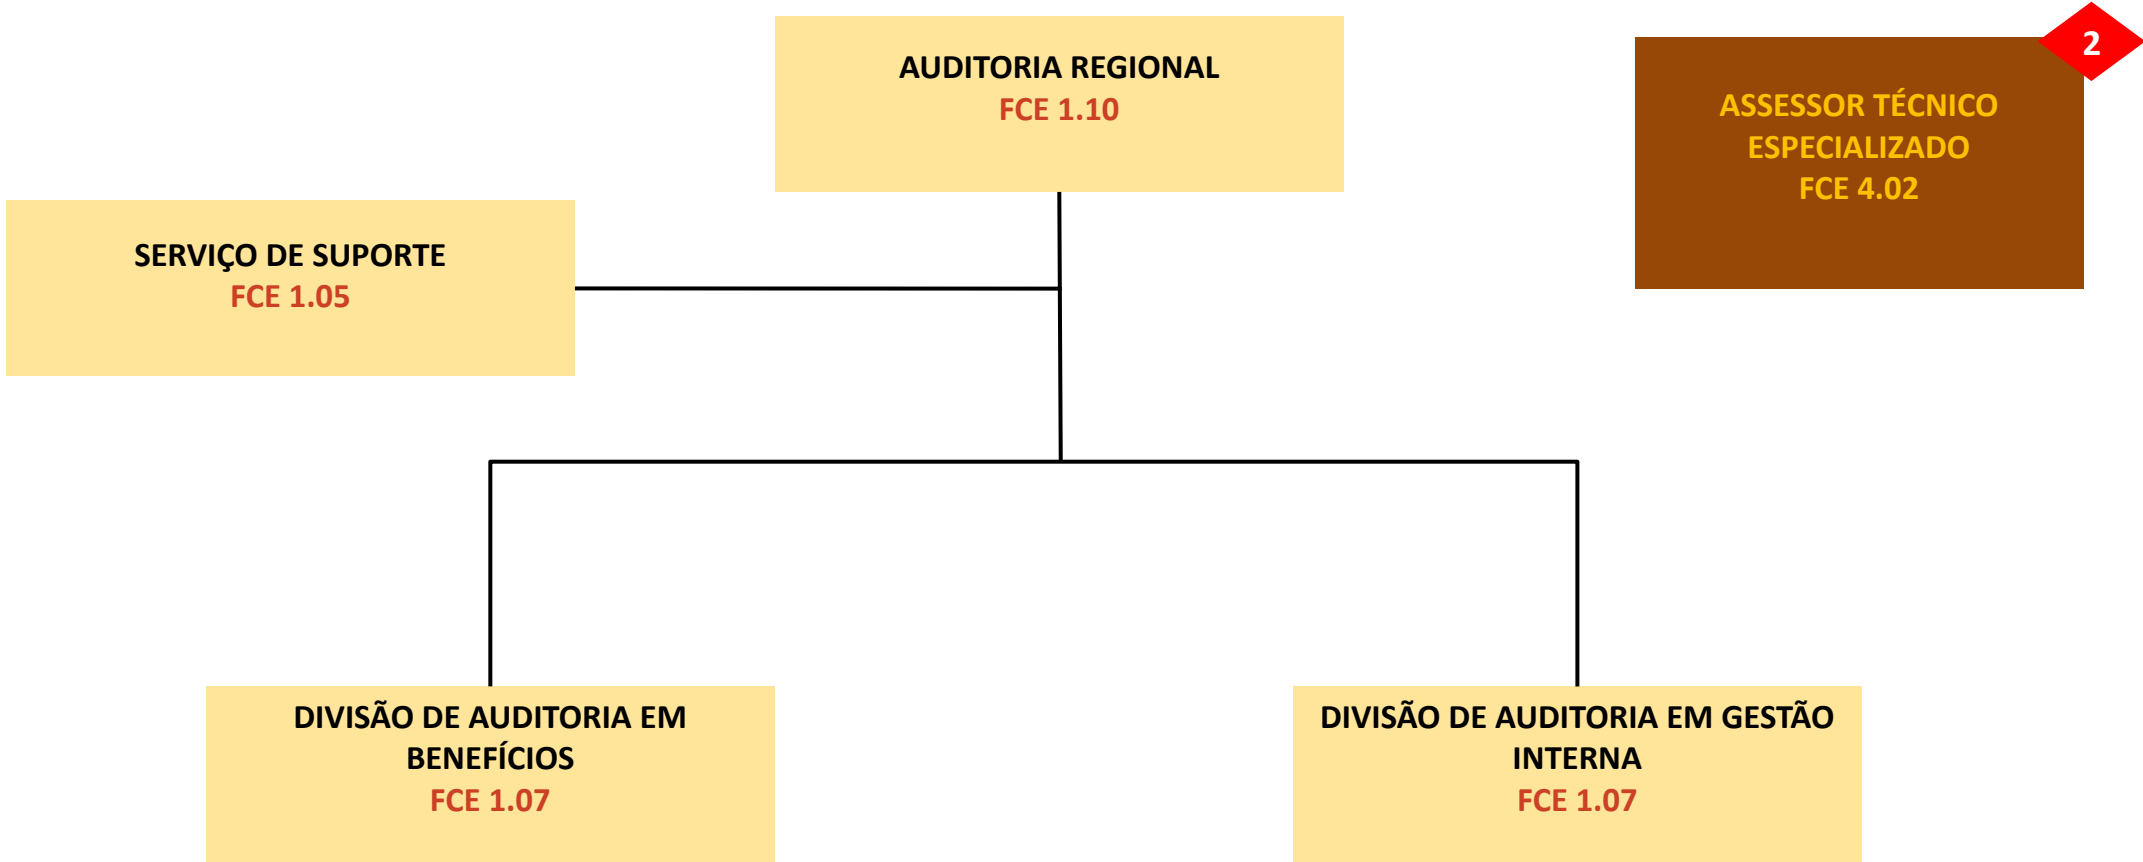 AUDITORIA REGIONAL
FCE 1.10
2
ASSESSOR TÉCNICO
ESPECIALIZADO
FCE 4.02
SERVIÇO DE SUPORTE
FCE 1.05
DIVISÃO DE AUDITORIA EM
BENEFÍCIOS
FCE 1.07
DIVISÃO DE AUDITORIA EM GESTÃO
INTERNA
FCE 1.07